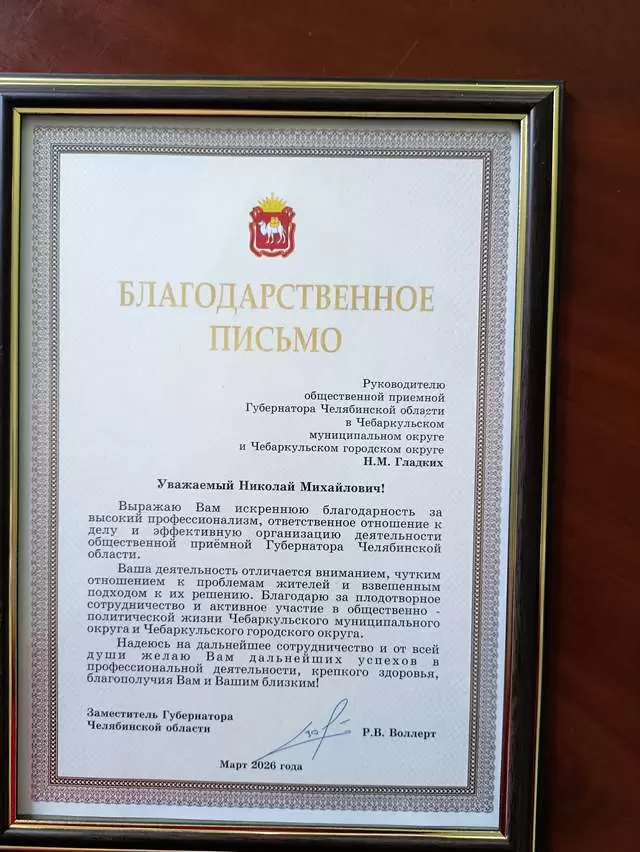 БЛАГОДАРСТВЕННОЕ
ПИСЬМО
Руководителю
общественной приемной
Губернатора Челябинской области
в Чебаркульском
муниципальном округе
и Чебаркульском городском округе
Н.М. Гладких
Уважаемый Николай Михайлович!
Выражаю Вам искреннюю благодарность за
высокий профессионализм, ответственное отношение к
делу и эффективную организацию деятельности
общественной приёмной Губернатора Челябинской
области.
Ваша деятельность отличается вниманием, чутким
отношением к проблемам жителей и взвешенным
подходом к их решению. Благодарю за плодотворное
сотрудничество и активное участие в общественно -
политической жизни Чебаркульского муниципального
округа и Чебаркульского городского округа.
Надеюсь на дальнейшее сотрудничество и от всей
души желаю Вам дальнейших успехов в
профессиональной деятельности, крепкого здоровья,
благополучия Вам и Вашим близким!
Заместитель Губернатора
Челябинской области
Р.В. Воллерт
Март 2026 года